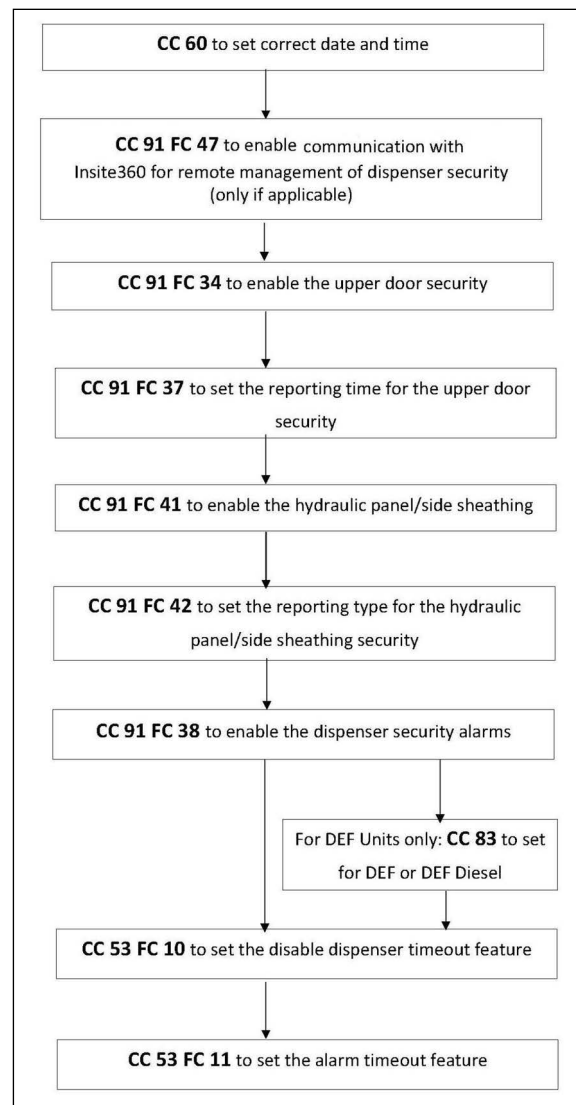 CC 60 to set correct date and time
CC 91 FC 47 to enable communication with
Insite360 for remote management of dispenser security
(only if applicable)
CC 91 FC 34 to enable the upper door security
CC 91 FC 37 to set the reporting time for the upper door
security
CC 91 FC 41 to enable the hydraulic panel/side sheathing
CC 91 FC 42 to set the reporting type for the hydraulic
panel/side sheathing security
CC 91 FC 38 to enable the dispenser security alarms
For DEF Units only: CC 83 to set
for DEF or DEF Diesel
CC 53 FC 10 to set the disable dispenser timeout feature
CC 53 FC 11 to set the alarm timeout feature